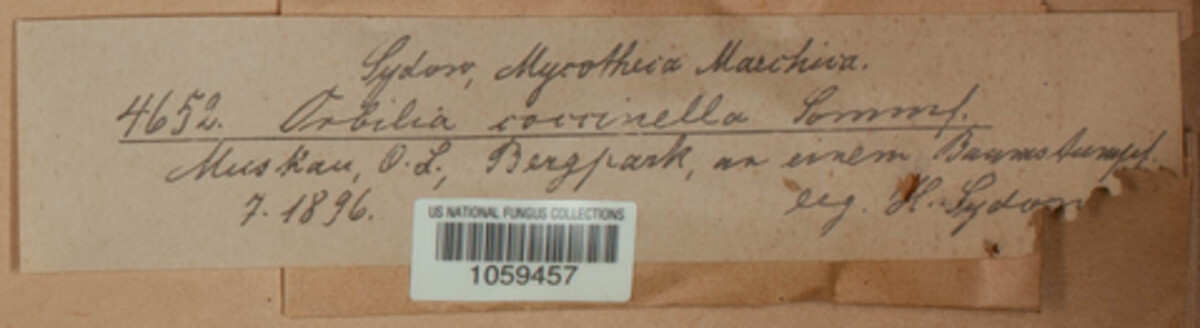 Sydow, Mycotheca Marchica.
4652. Orbilia coccinella Sommf.
Muskau, O. L., Bergpark, an einem Baumstumpf.
7. 1896.
leg. H. Sydow
US NATIONAL FUNGUS COLLECTIONS
1059457